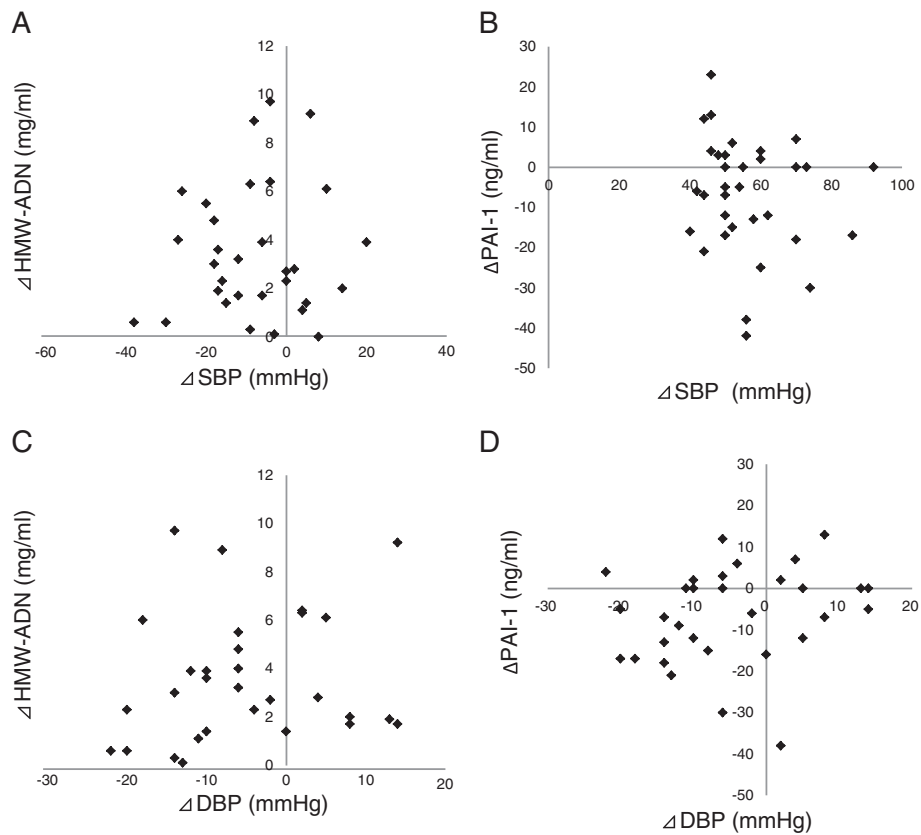 A
⊿HMW-ADN (mg/ml)
12
10
8
6
4
2
0
-60 -40 -20 0 20 40
⊿SBP (mmHg)
B
ΔPAI-1 (ng/ml)
30
20
10
0
-10
-20
-30
-40
-50
0 20 40 60 80 100
⊿SBP (mmHg)
C
⊿HMW-ADN (mg/ml)
12
10
8
6
4
2
0
-30 -20 -10 0 10 20
⊿DBP (mmHg)
D
ΔPAI-1 (ng/ml)
30
20
10
0
-10
-20
-30
-40
-50
-30 -20 -10 0 10 20
⊿DBP (mmHg)